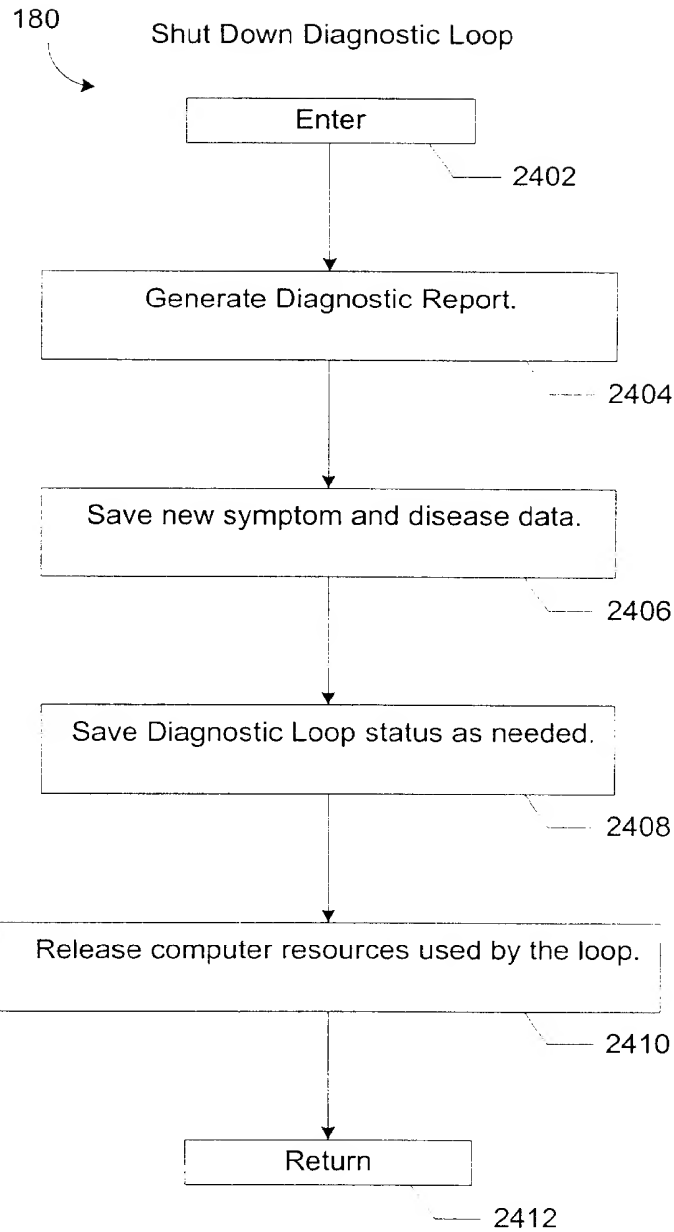 180
Shut Down Diagnostic Loop
Enter
2402
Generate Diagnostic Report.
2404
Save new symptom and disease data.
2406
Save Diagnostic Loop status as needed.
2408
Release computer resources used by the loop.
2410
Return
2412